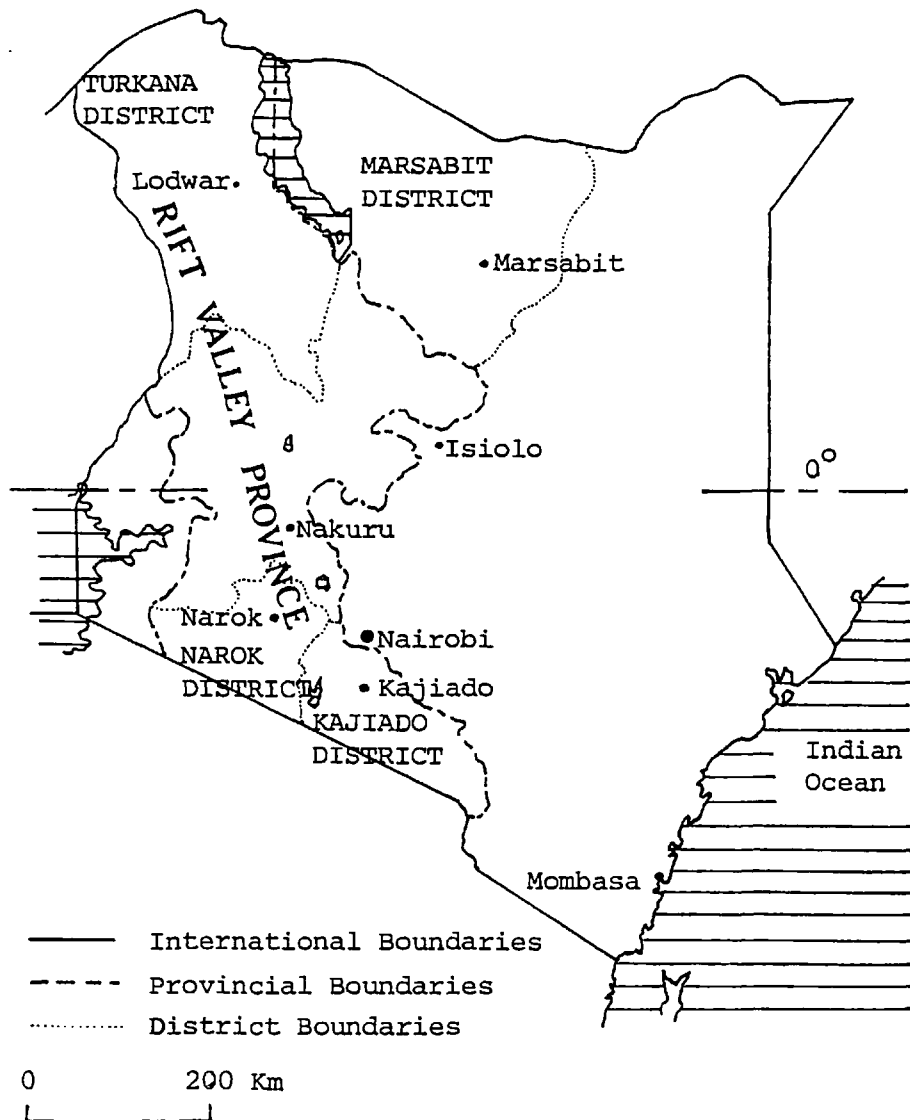 TURKANA
DISTRICT
MARSABIT
DISTRICT
Lodwar
RIFT VALLEY PROVINCE
Marsabit
Isiolo
0°
Nakuru
Narok
Nairobi
NAROK
DISTRICT
Kajiado
KAJIADO
DISTRICT
Indian
Ocean
Mombasa
International Boundaries
Provincial Boundaries
District Boundaries
0 200 Km